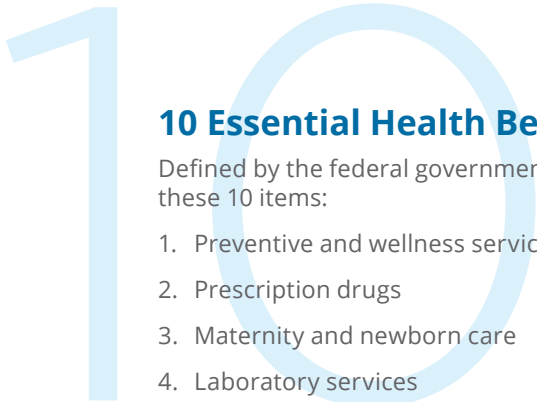 10
10 Essential Health Be
Defined by the federal governmen
these 10 items:
1. Preventive and wellness servic
2. Prescription drugs
3. Maternity and newborn care
4. Laboratory services